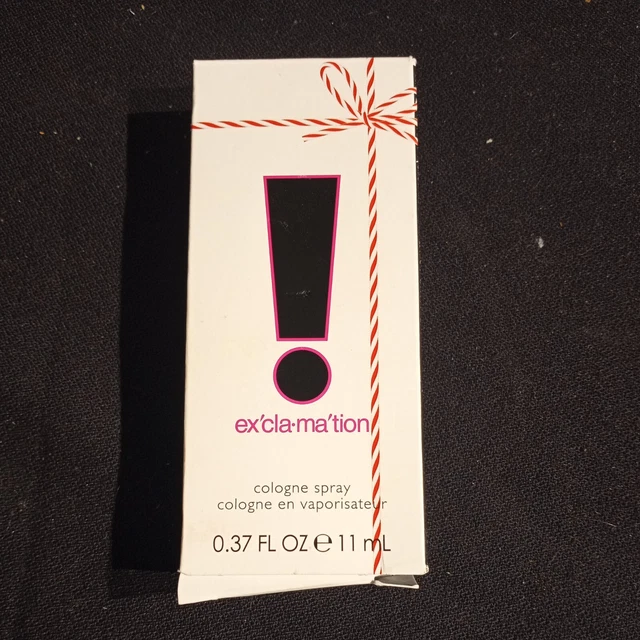 !
ex'cla·ma'tion
cologne spray
cologne en vaporisateur
0.37 FL OZ ℮ 11 mL